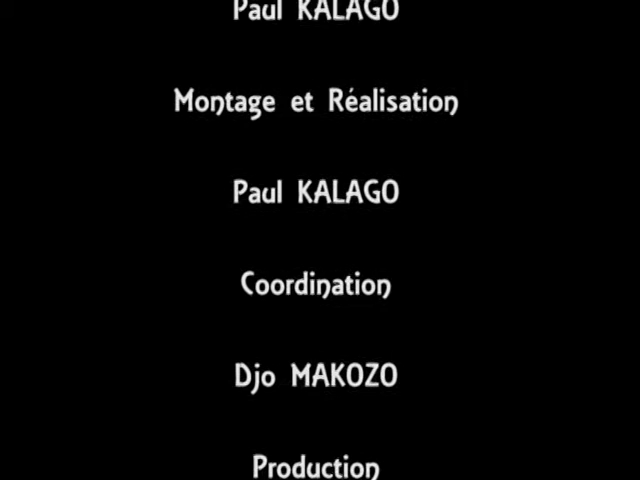 Paul KALAGO
Montage et Réalisation
Paul KALAGO
Coordination
Djo MAKOZO
Production